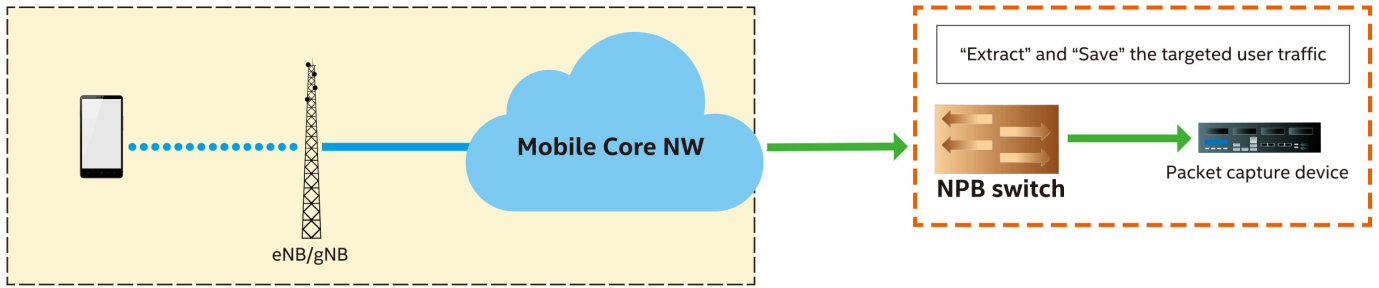 “Extract” and “Save” the targeted user traffic
Mobile Core NW
NPB switch
Packet capture device
eNB/gNB